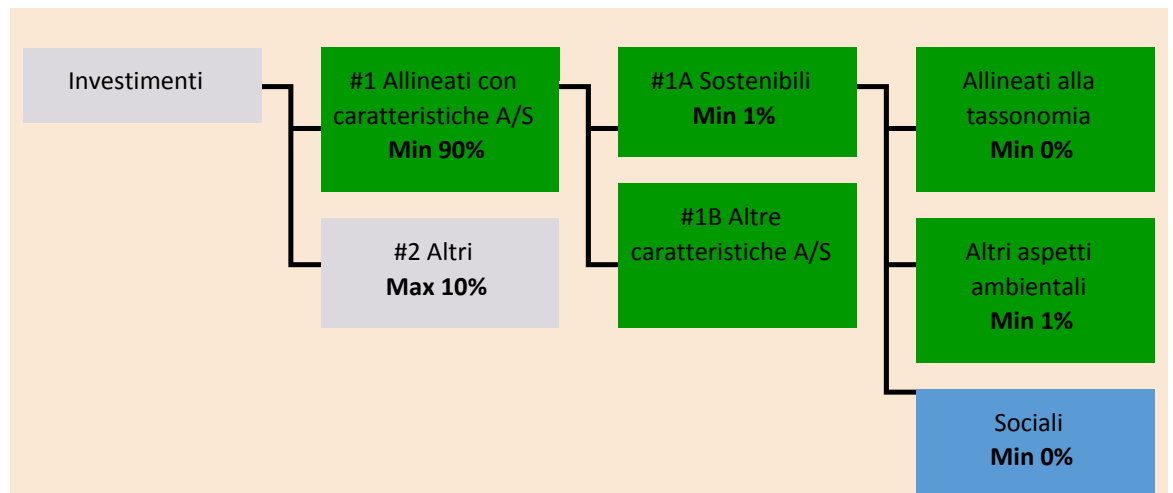 Investimenti
#1 Allineati con
caratteristiche A/S
Min 90%
#2 Altri
Max 10%
#1A Sostenibili
Min 1%
#1B Altre
caratteristiche A/S
Allineati alla
tassonomia
Min 0%
Altri aspetti
ambientali
Min 1%
Sociali
Min 0%